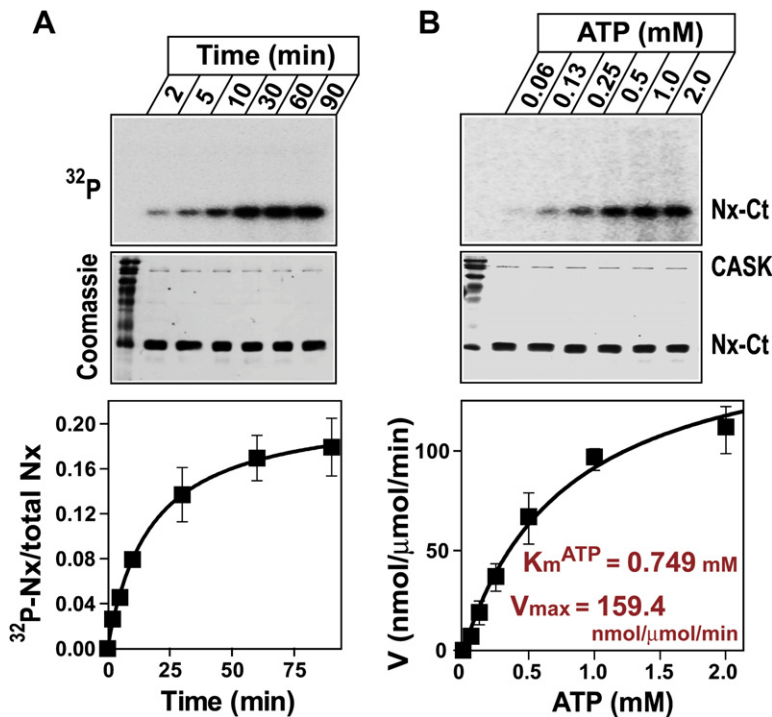 A
Time (min)
2 5 10 30 60 90
32P
Coomassie
0.20
0.16
0.12
0.08
0.04
0.00
32P-Nx/total Nx
0 25 50 75
Time (min)
B
ATP (mM)
0.06 0.13 0.25 0.5 1.0 2.0
Nx-Ct
CASK
Nx-Ct
100
50
0
V (nmol/μmol/min)
KmATP = 0.749 mM
Vmax = 159.4
nmol/μmol/min
0 0.5 1.0 1.5 2.0
ATP (mM)